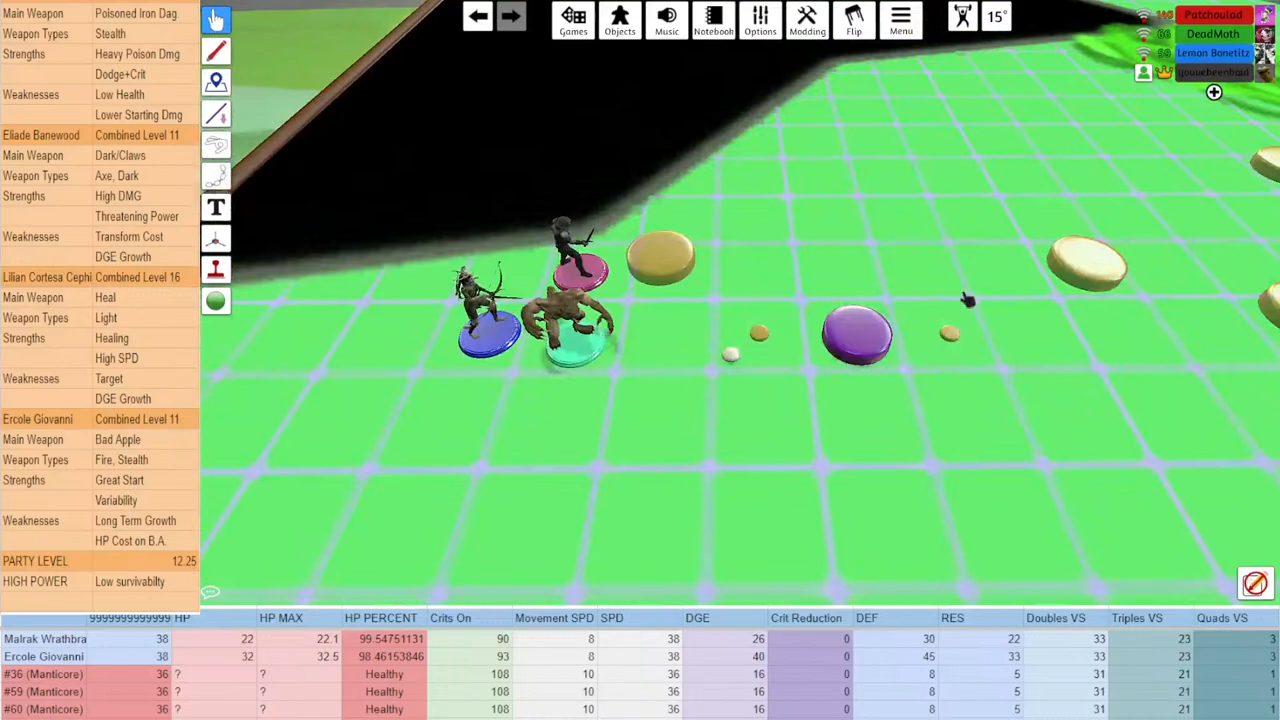 Main Weapon Poisoned Iron Dag.
Weapon Types Stealth
Strengths Heavy Poison Dmg
Dodge+Crit
Weaknesses Low Health
Lower Starting Dmg
Eliade Banewood Combined Level 11
Main Weapon Dark/Claws
Weapon Types Axe, Dark
Strengths High DMG
Threatening Power
Weaknesses Transform Cost
DGE Growth
Lilian Cortesa Cephi Combined Level 16
Main Weapon Heal
Weapon Types Light
Strengths Healing
High SPD
Weaknesses Target
DGE Growth
Ercole Giovanni Combined Level 11
Main Weapon Bad Apple
Weapon Types Fire, Stealth
Strengths Great Start
Variability
Weaknesses Long Term Growth
HP Cost on B.A.
PARTY LEVEL 12.25
HIGH POWER Low survivabilty
T
Games Objects Music Notebook Options Modding Flip Menu
15°
140 Patchoulad
86 DeadMoth
59 Lemon Bonetitz
youvebeenhaid
99999999999999 HP HP MAX HP PERCENT Crits On Movement SPD SPD DGE Crit Reduction DEF RES Doubles VS Triples VS Quads VS
Malrak Wrathbra 38 22 22.1 99.54751131 90 8 38 26 0 30 22 33 23 3
Ercole Giovanni 38 32 32.5 98.46153846 93 8 38 40 0 45 33 33 23 3
#36 (Manticore) 36 ? ? Healthy 108 10 36 16 0 8 5 31 21 1
#59 (Manticore) 36 ? ? Healthy 108 10 36 16 0 8 5 31 21 1
#60 (Manticore) 36 ? ? Healthy 108 10 36 16 0 8 5 31 21 1